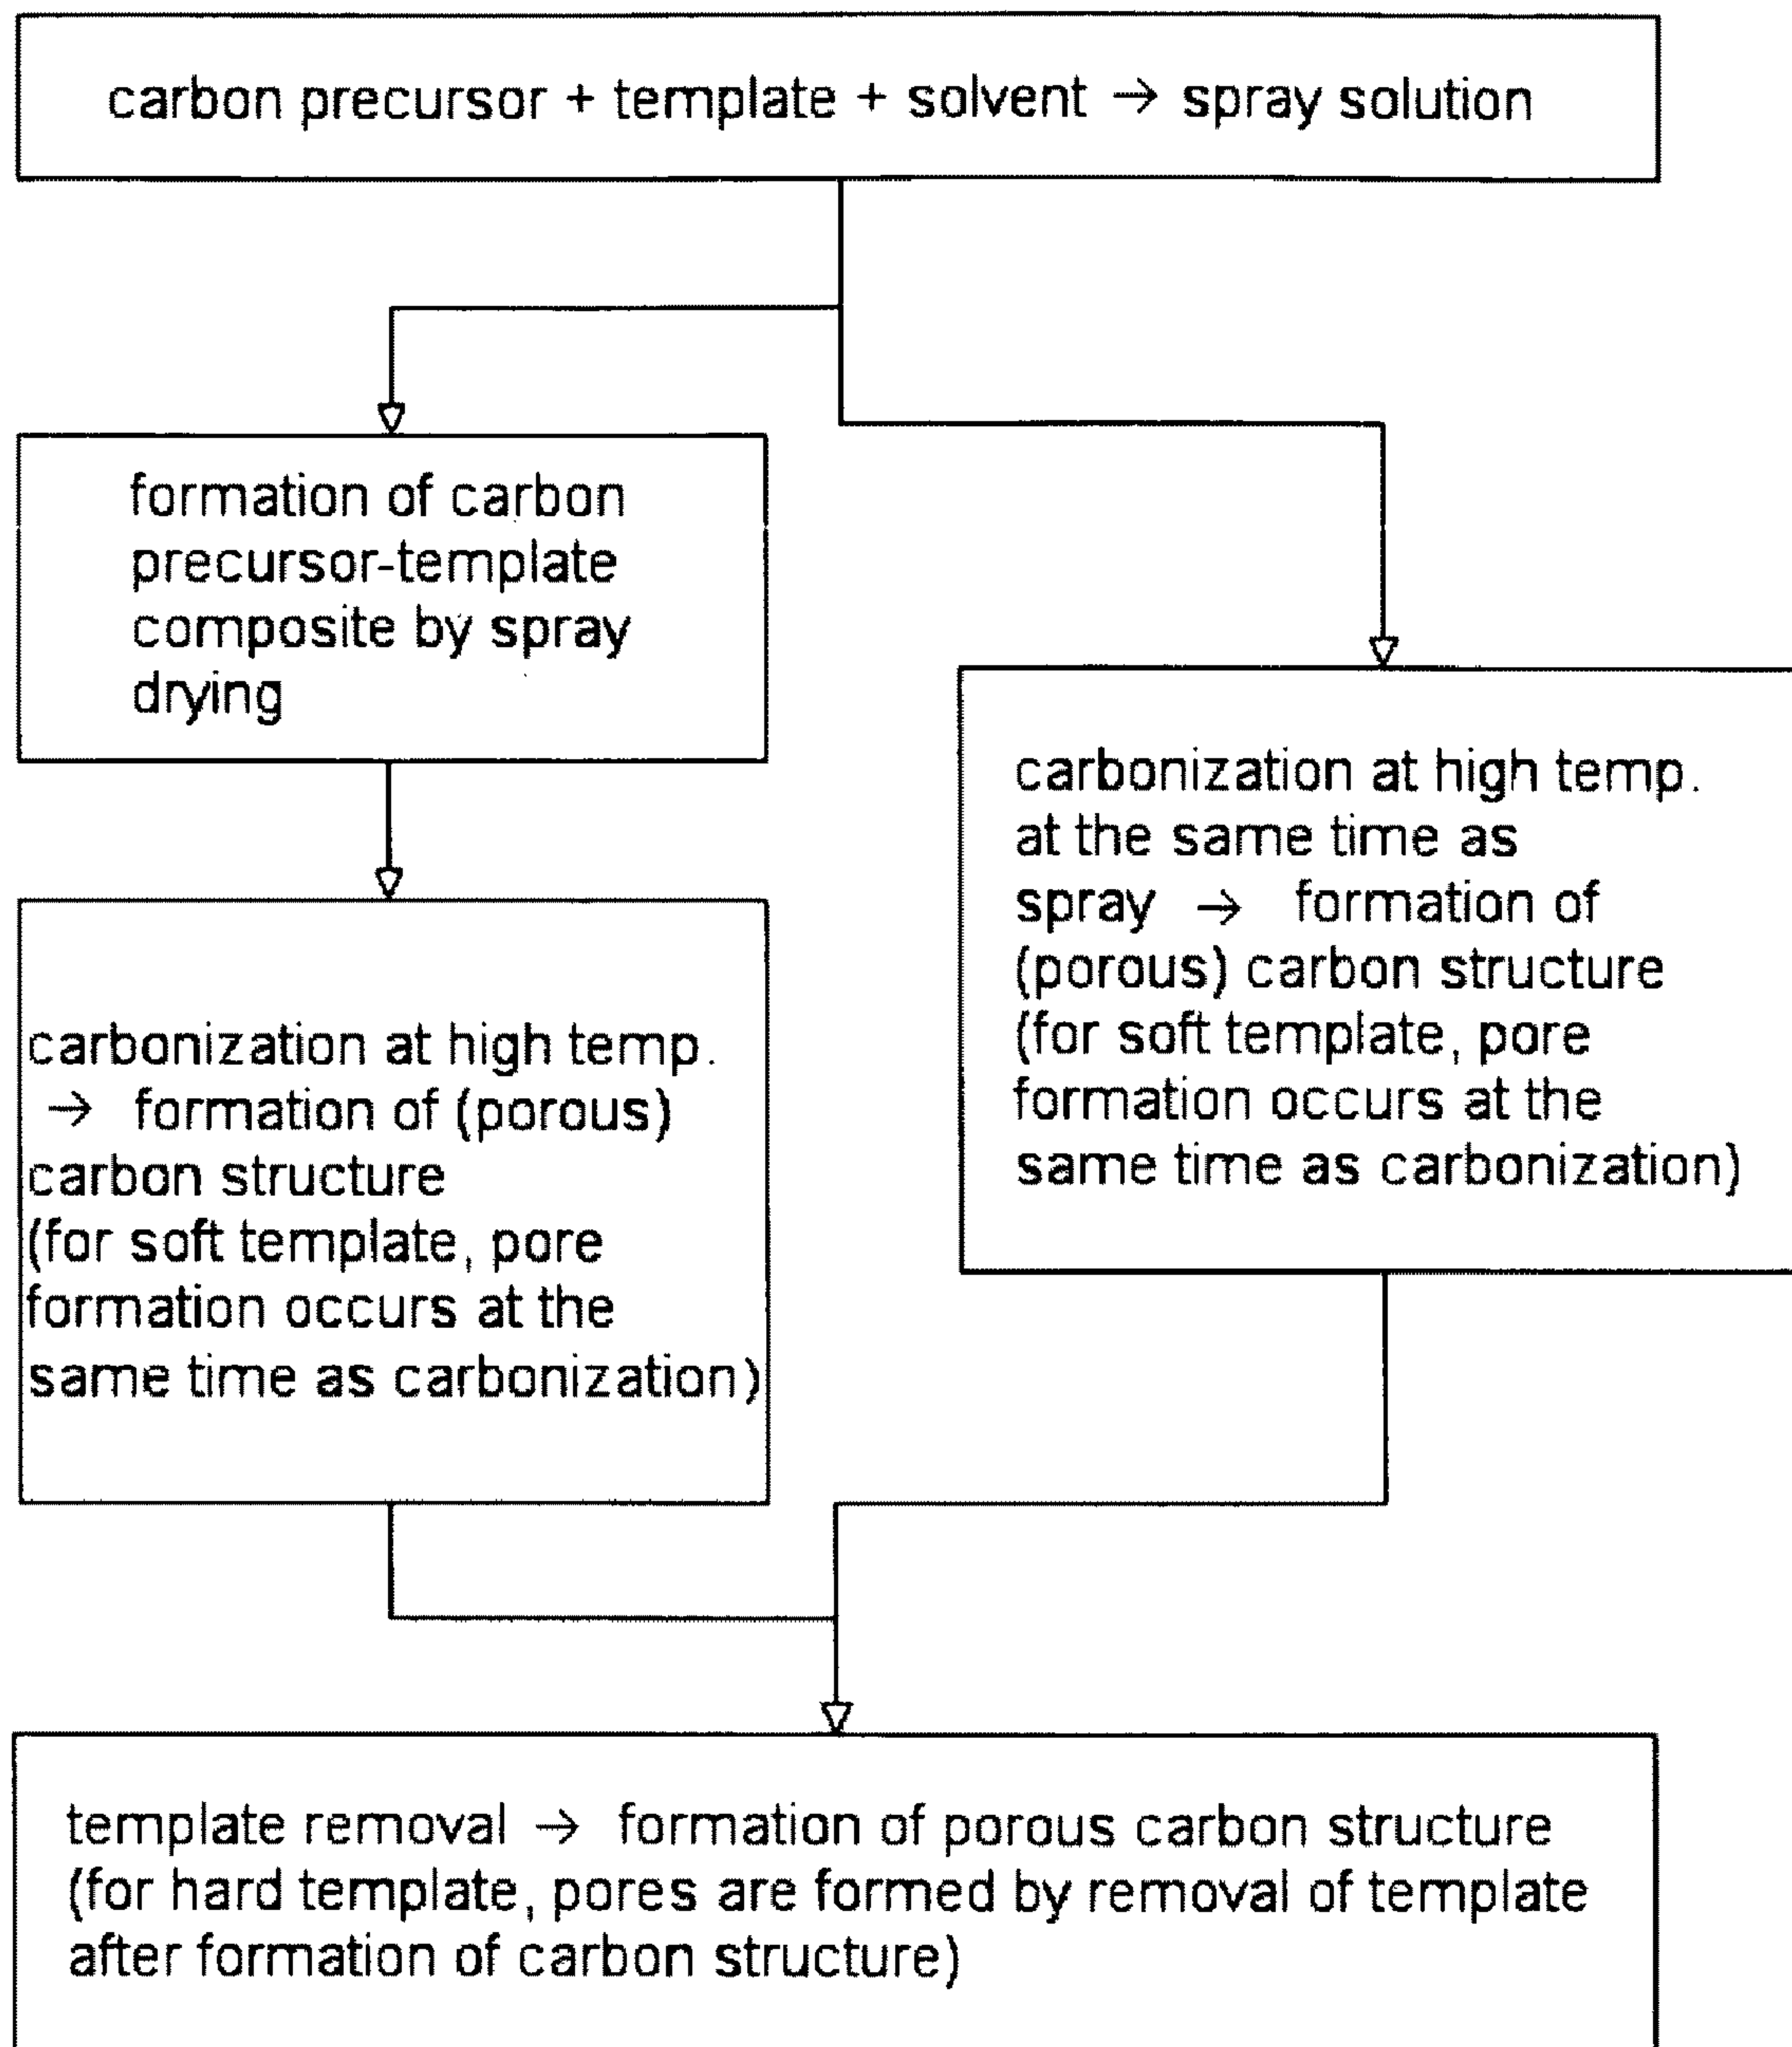 carbon precursor + template + solvent → spray solution
formation of carbon
precursor-template
composite by spray
drying
carbonization at high temp.
→ formation of (porous)
carbon structure
(for soft template, pore
formation occurs at the
same time as carbonization)
carbonization at high temp.
at the same time as
spray → formation of
(porous) carbon structure
(for soft template, pore
formation occurs at the
same time as carbonization)
template removal → formation of porous carbon structure
(for hard template, pores are formed by removal of template
after formation of carbon structure)